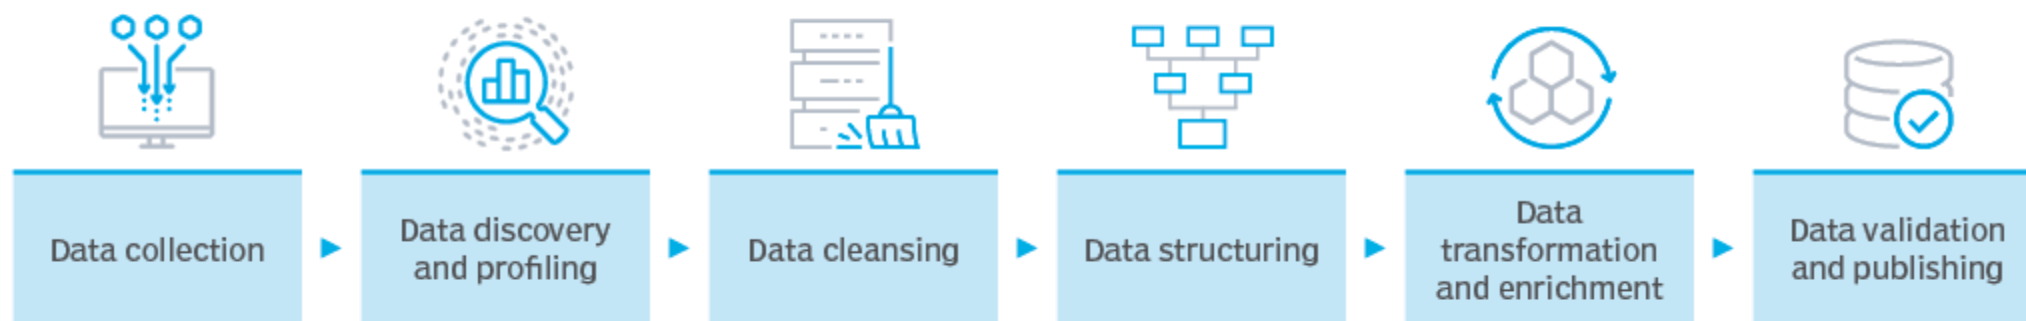 Data collection
Data discovery
and profiling
Data cleansing
Data structuring
Data
transformation
and enrichment
Data validation
and publishing